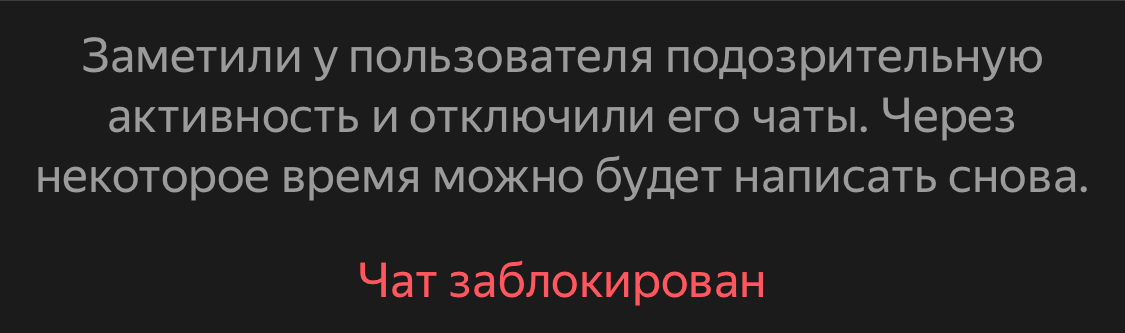 Заметили у пользователя подозрительную
активность и отключили его чаты. Через
некоторое время можно будет написать снова.
Чат заблокирован